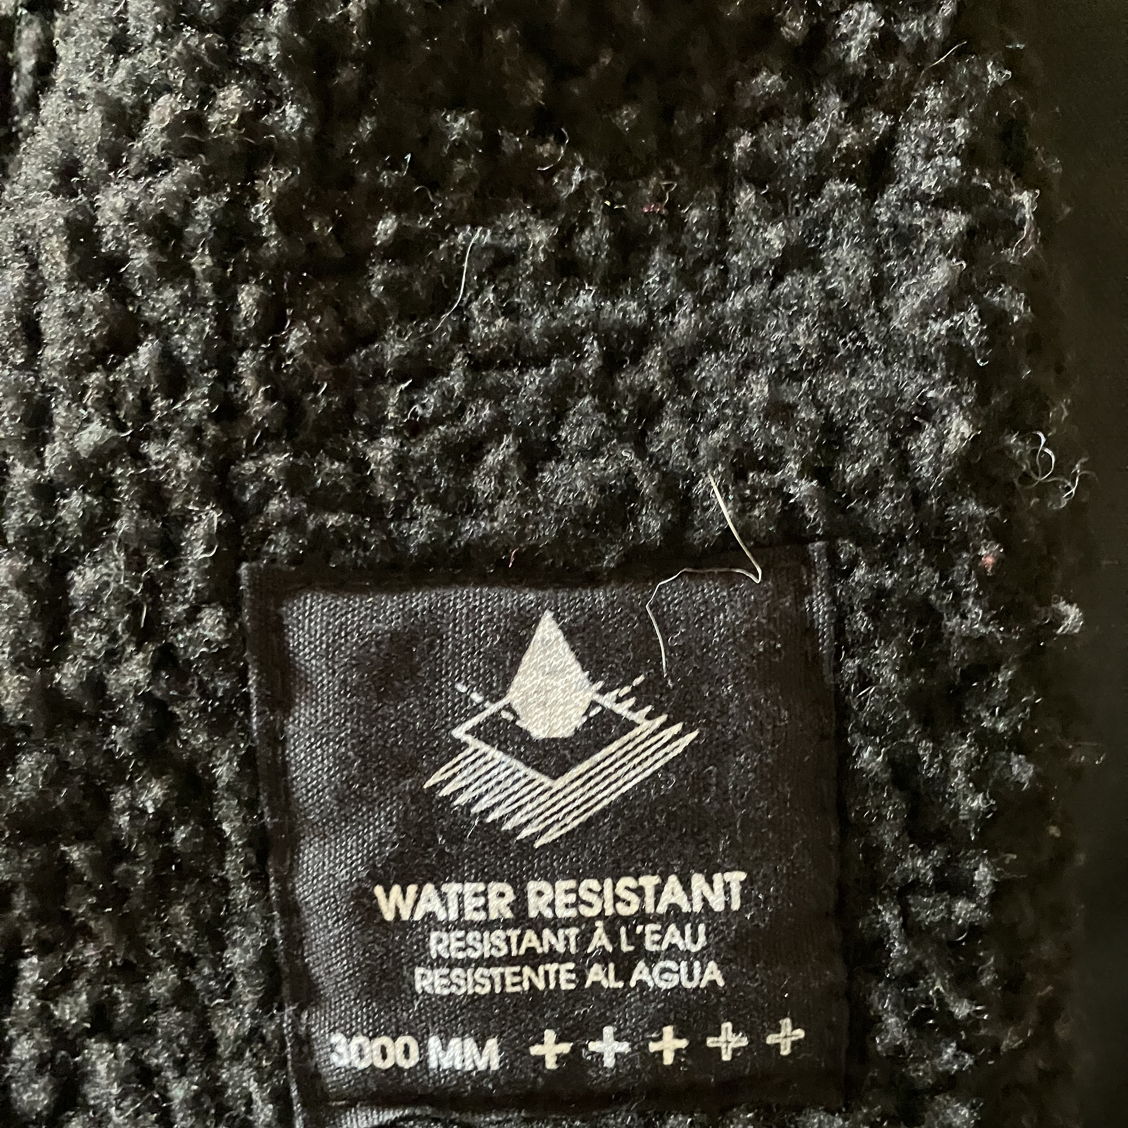 WATER RESISTANT
RESISTANT À L'EAU
RESISTENTE AL AGUA
3000 MM + + + + +